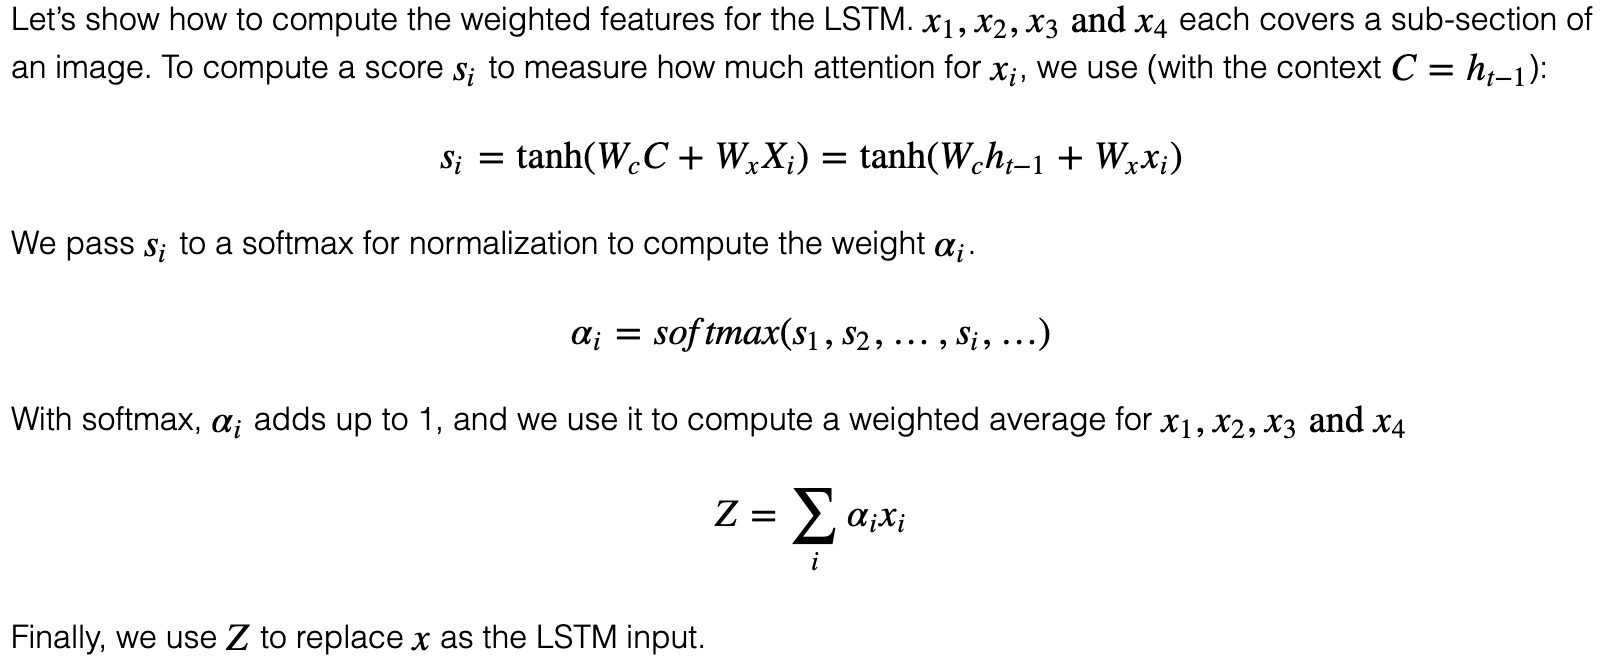 Let’s show how to compute the weighted features for the LSTM. x₁, x₂, x₃ and x₄ each covers a sub-section of
an image. To compute a score sᵢ to measure how much attention for xᵢ, we use (with the context C = hₜ₋₁):
sᵢ = tanh(W_cC + WₓXᵢ) = tanh(W_chₜ₋₁ + Wₓxᵢ)
We pass sᵢ to a softmax for normalization to compute the weight αᵢ.
αᵢ = softmax(s₁, s₂, … , sᵢ, …)
With softmax, αᵢ adds up to 1, and we use it to compute a weighted average for x₁, x₂, x₃ and x₄
Z = ∑ᵢ αᵢxᵢ
Finally, we use Z to replace x as the LSTM input.